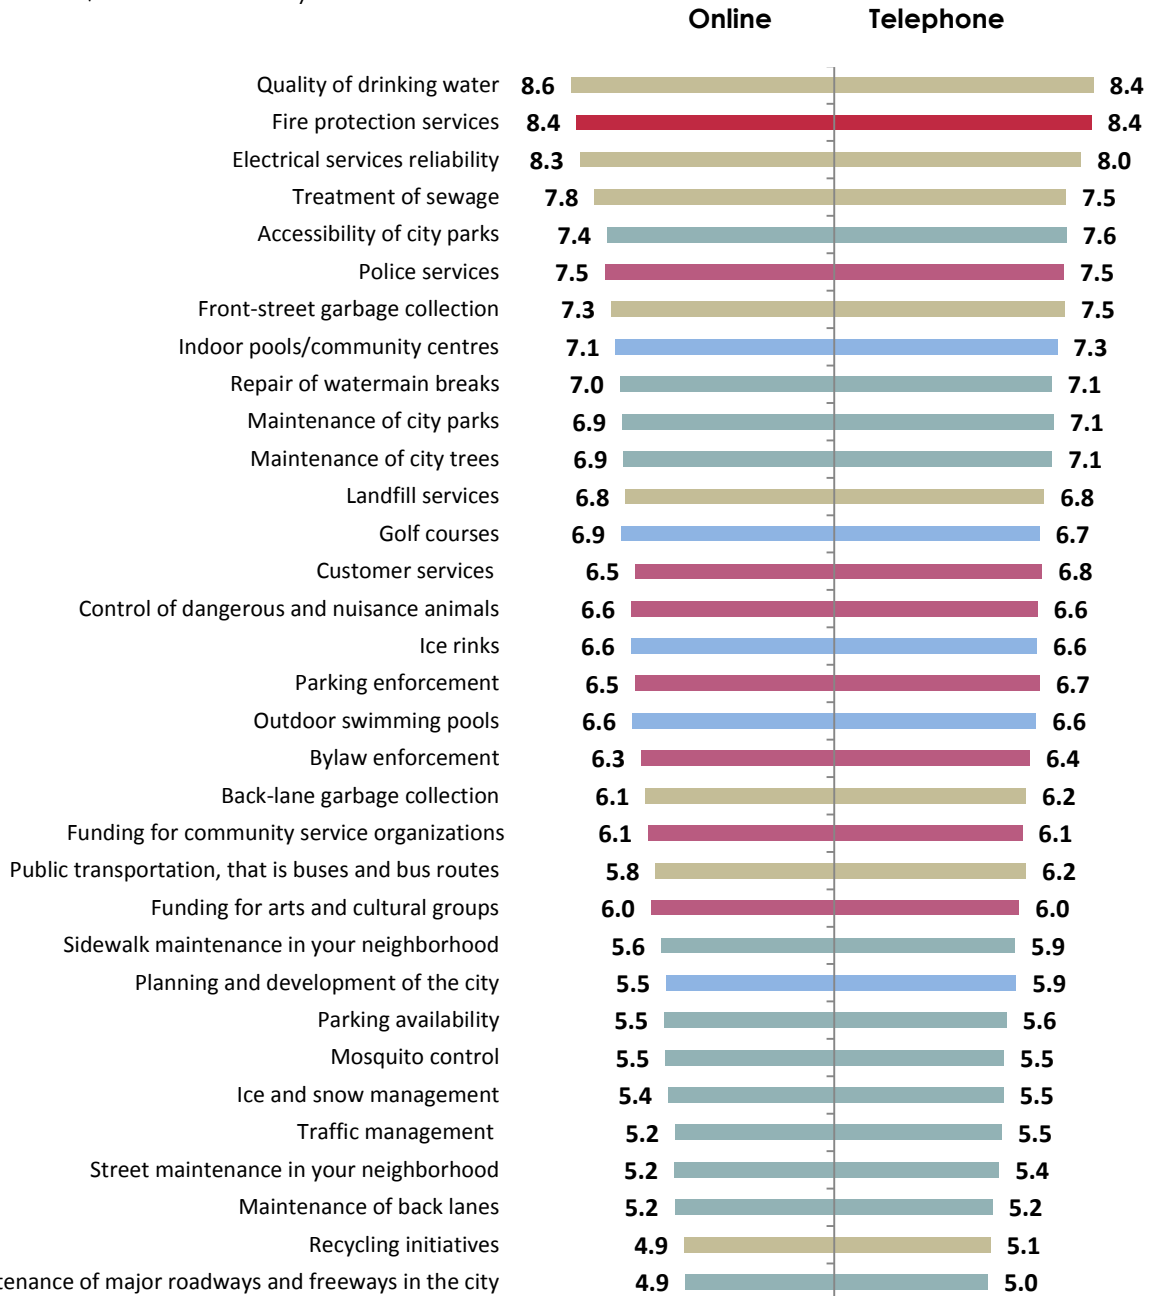 Online Telephone
Quality of drinking water 8.6 8.4
Fire protection services 8.4 8.4
Electrical services reliability 8.3 8.0
Treatment of sewage 7.8 7.5
Accessibility of city parks 7.4 7.6
Police services 7.5 7.5
Front-street garbage collection 7.3 7.5
Indoor pools/community centres 7.1 7.3
Repair of watermain breaks 7.0 7.1
Maintenance of city parks 6.9 7.1
Maintenance of city trees 6.9 7.1
Landfill services 6.8 6.8
Golf courses 6.9 6.7
Customer services 6.5 6.8
Control of dangerous and nuisance animals 6.6 6.6
Ice rinks 6.6 6.6
Parking enforcement 6.5 6.7
Outdoor swimming pools 6.6 6.6
Bylaw enforcement 6.3 6.4
Back-lane garbage collection 6.1 6.2
Funding for community service organizations 6.1 6.1
Public transportation, that is buses and bus routes 5.8 6.2
Funding for arts and cultural groups 6.0 6.0
Sidewalk maintenance in your neighborhood 5.6 5.9
Planning and development of the city 5.5 5.9
Parking availability 5.5 5.6
Mosquito control 5.5 5.5
Ice and snow management 5.4 5.5
Traffic management 5.2 5.5
Street maintenance in your neighborhood 5.2 5.4
Maintenance of back lanes 5.2 5.2
Recycling initiatives 4.9 5.1
tenance of major roadways and freeways in the city 4.9 5.0